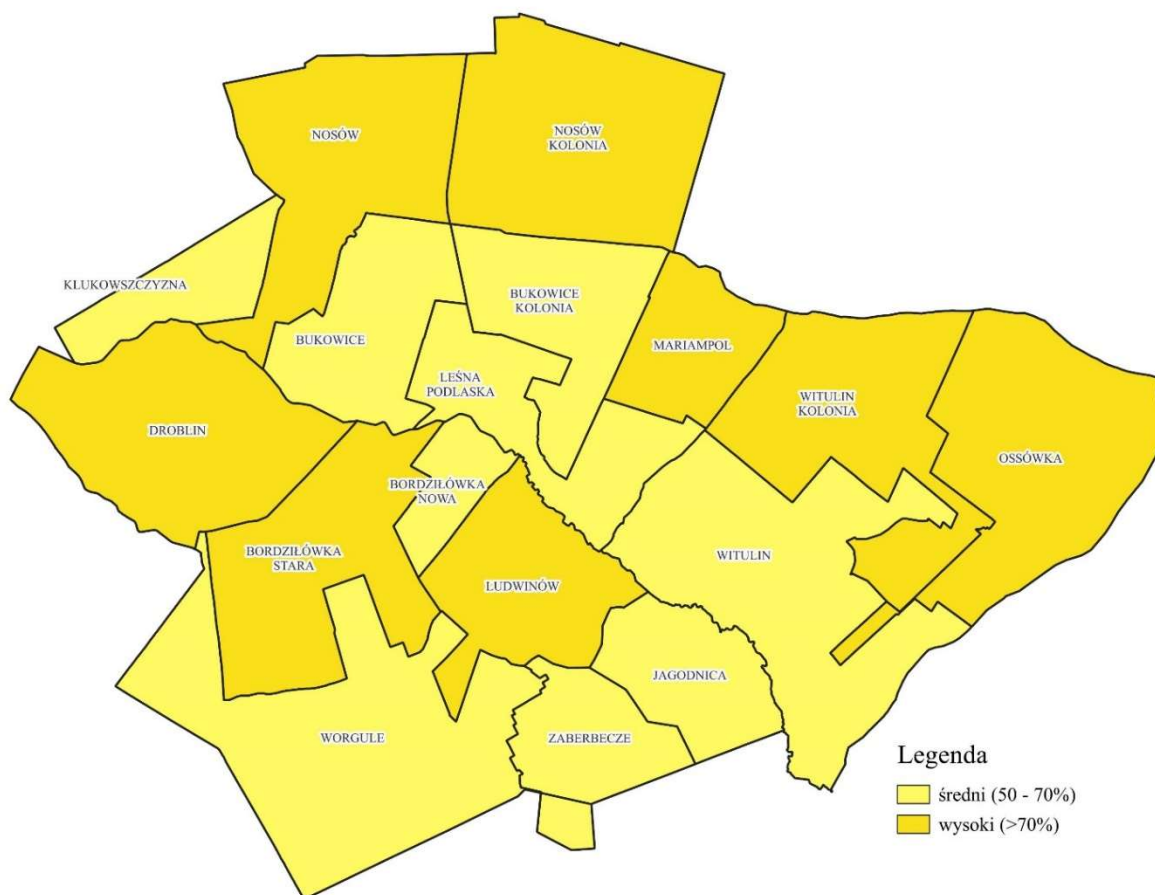 NOSÓW
NOSÓW
KOLONIA
KLUKOWSZCZYZNA
BUKOWICE
KOLONIA
BUKOWICE
MARIAMPOL
LEŚNA
PODLASKA
WITULIN
KOLONIA
DROBLIN
OSSÓWKA
BORDZIŁÓWKA
NOWA
BORDZIŁÓWKA
STARA
WITULIN
LUDWINÓW
JAGODNICA
WORGULE
ZABERBECZE
Legenda
średni (50 - 70%)
wysoki (>70%)